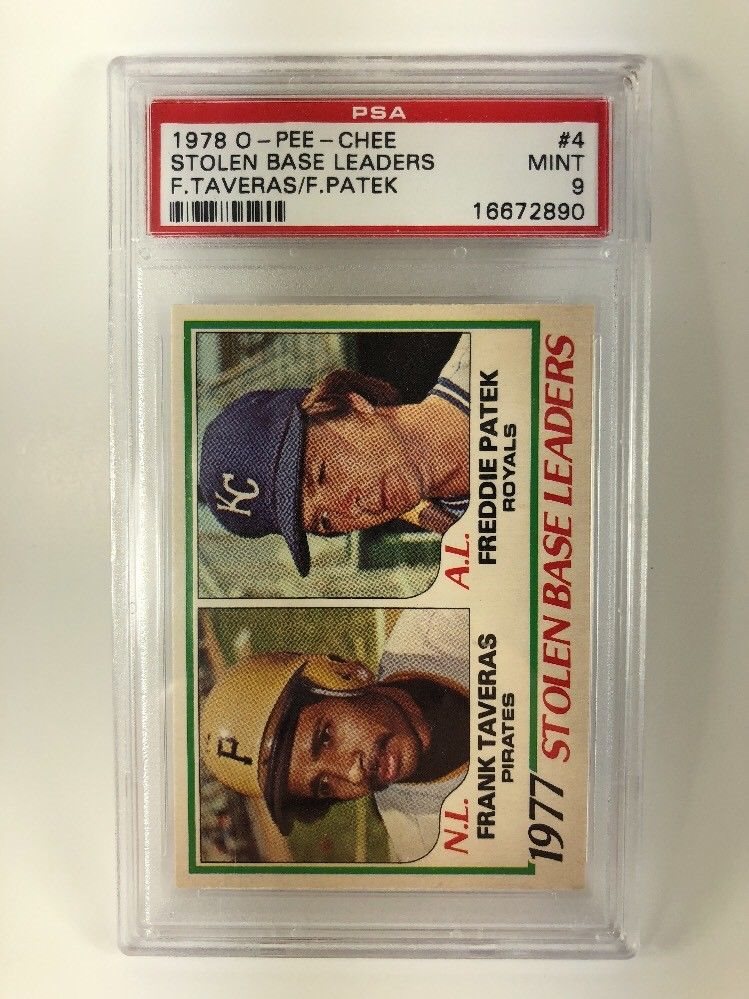 PSA
1978 O-PEE-CHEE #4
STOLEN BASE LEADERS MINT
F.TAVERAS/F.PATEK 9
16672890
KC
P
N.L.
FRANK TAVERAS
PIRATES
A.L.
FREDDIE PATEK
ROYALS
1977 STOLEN BASE LEADERS